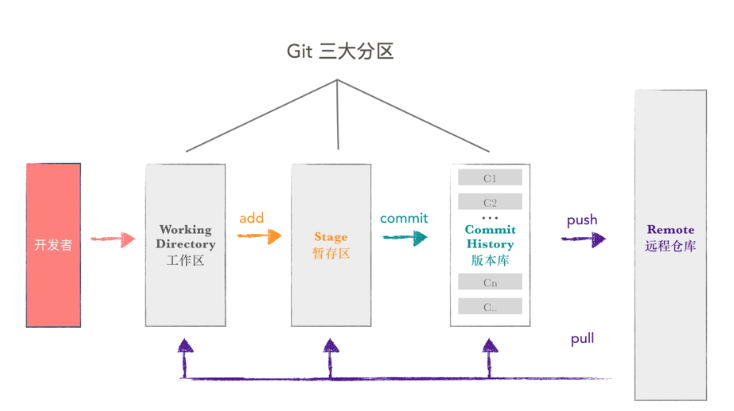 Git 三大分区
开发者
Working
Directory
工作区
add
Stage
暂存区
commit
C1
C2
...
Commit
History
版本库
Cn
C..
push
pull
Remote
远程仓库